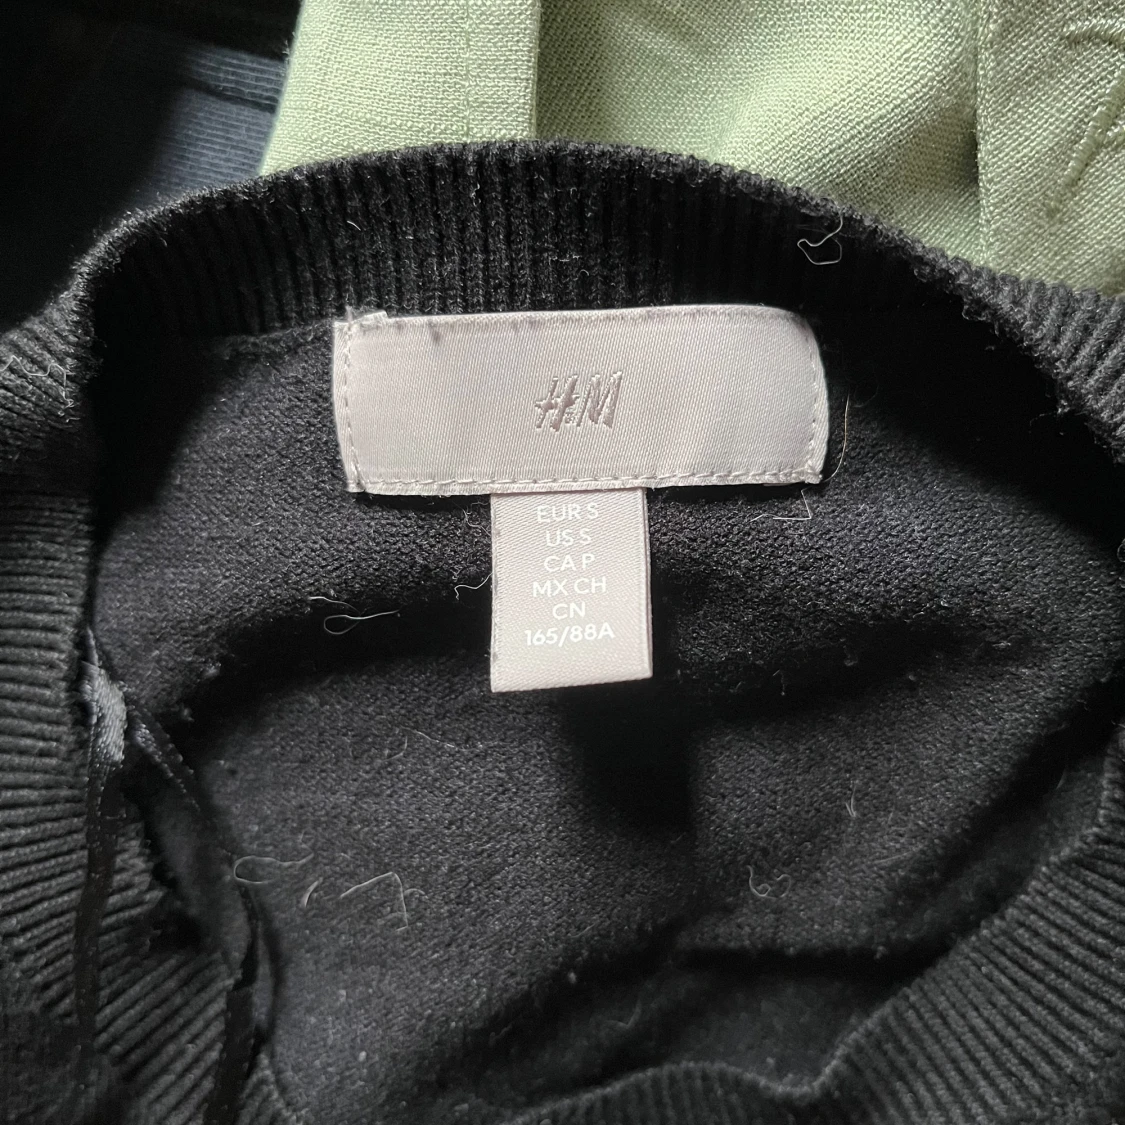 H&M
EUR S
US S
CA P
MX CH
CN
165/88A